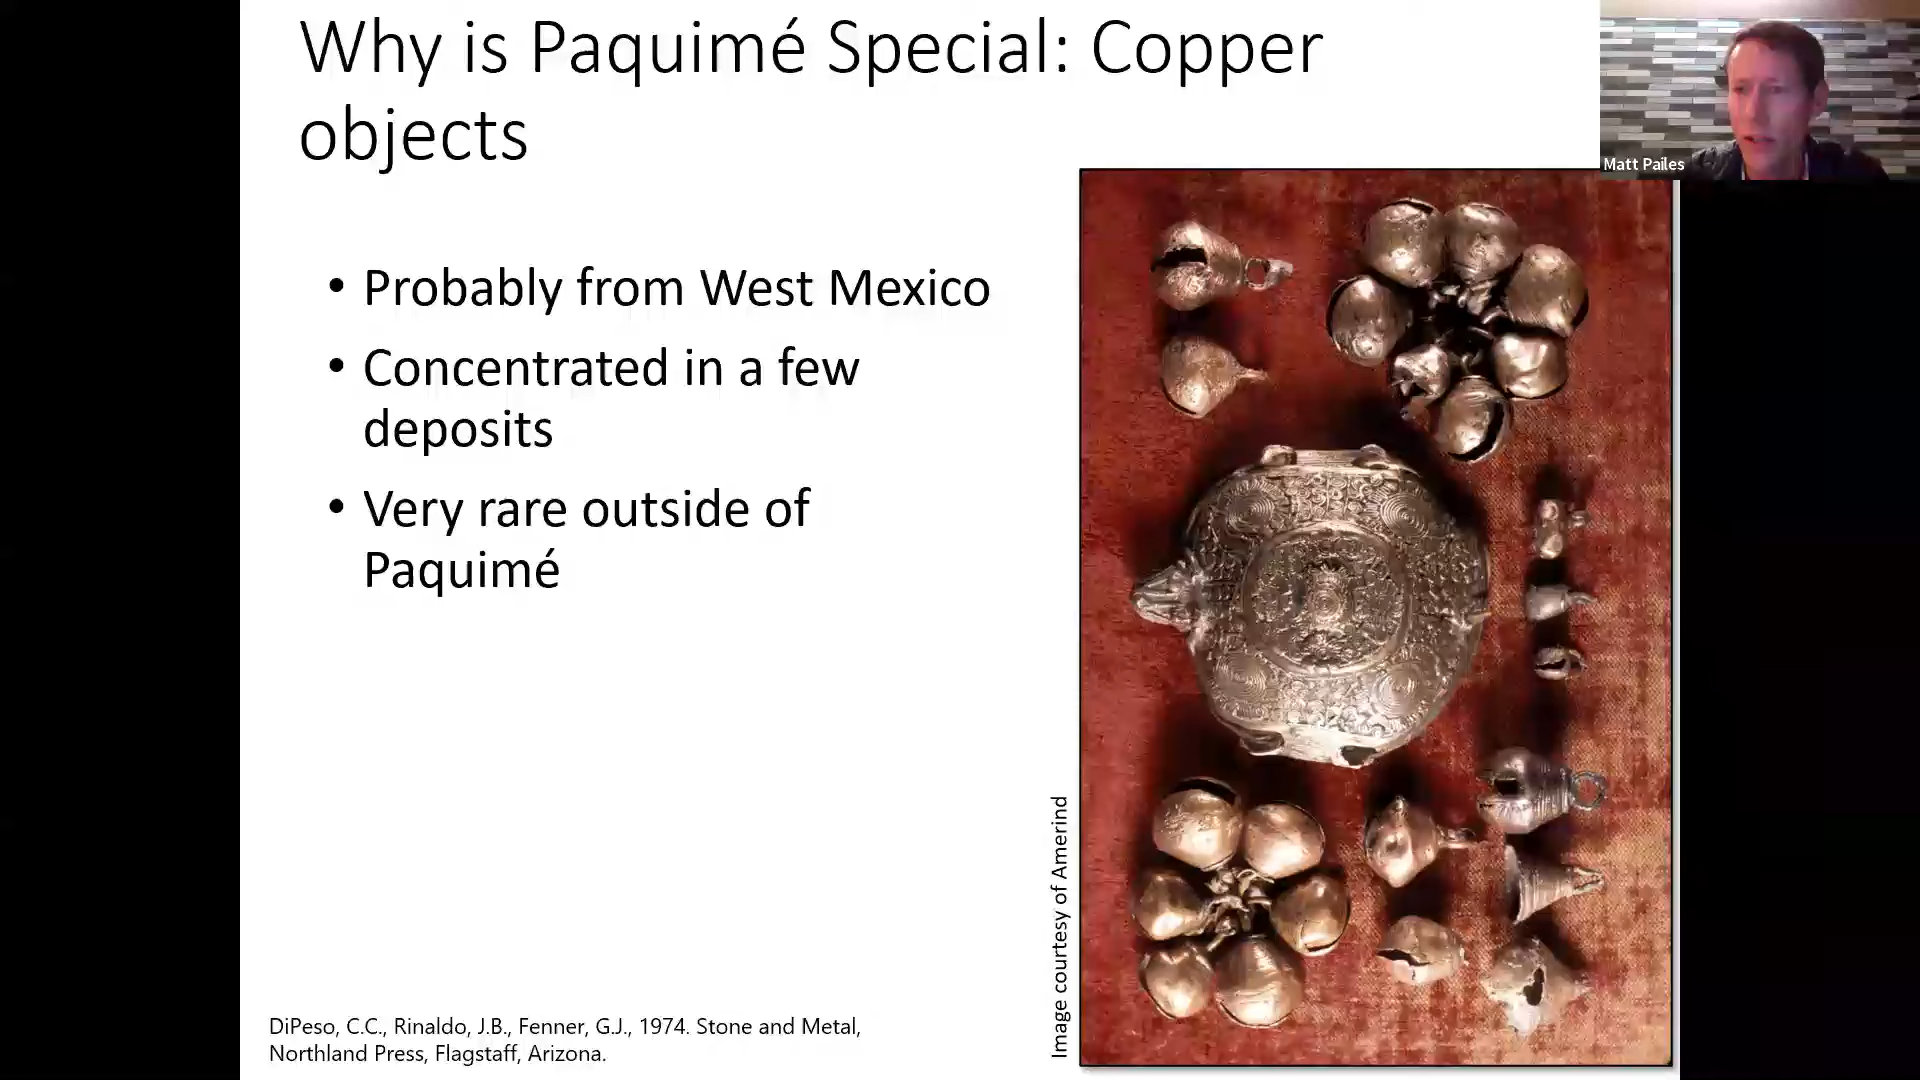 Why is Paquimé Special: Copper
objects
Matt Pailes
• Probably from West Mexico
• Concentrated in a few
deposits
• Very rare outside of
Paquimé
Image courtesy of Amerind
DiPeso, C.C., Rinaldo, J.B., Fenner, G.J., 1974. Stone and Metal,
Northland Press, Flagstaff, Arizona.